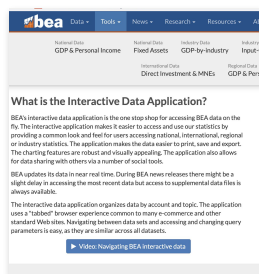 bea Data Tools News Research Resources
National Data National Data Industry Data
GDP & Personal Income Fixed Assets GDP-by-industry Input-
International Data Regional Data
Direct Investment & MNEs GDP & Pers
What is the Interactive Data Application?
BEA's interactive data application is the one stop shop for accessing BEA data on the
fly. The interactive application makes it easier to access and use our statistics by
providing a common look and feel for users accessing national, international, regional
or industry statistics. The application makes the data easier to print, save and export.
The charting features are robust and visually appealing. The application also allows
for data sharing with others via a number of social tools.
BEA updates its data in near real time. During BEA news releases there might be a
slight delay in accessing the most recent data but access to supplemental data files is
always available.
The interactive data application organizes data by account and topic. The application
uses a "tabbed" browser experience common to many e-commerce and other
standard Web sites. Navigating between data sets and accessing and changing query
parameters is easy, as they are similar across all datasets.
Video: Navigating BEA interactive data